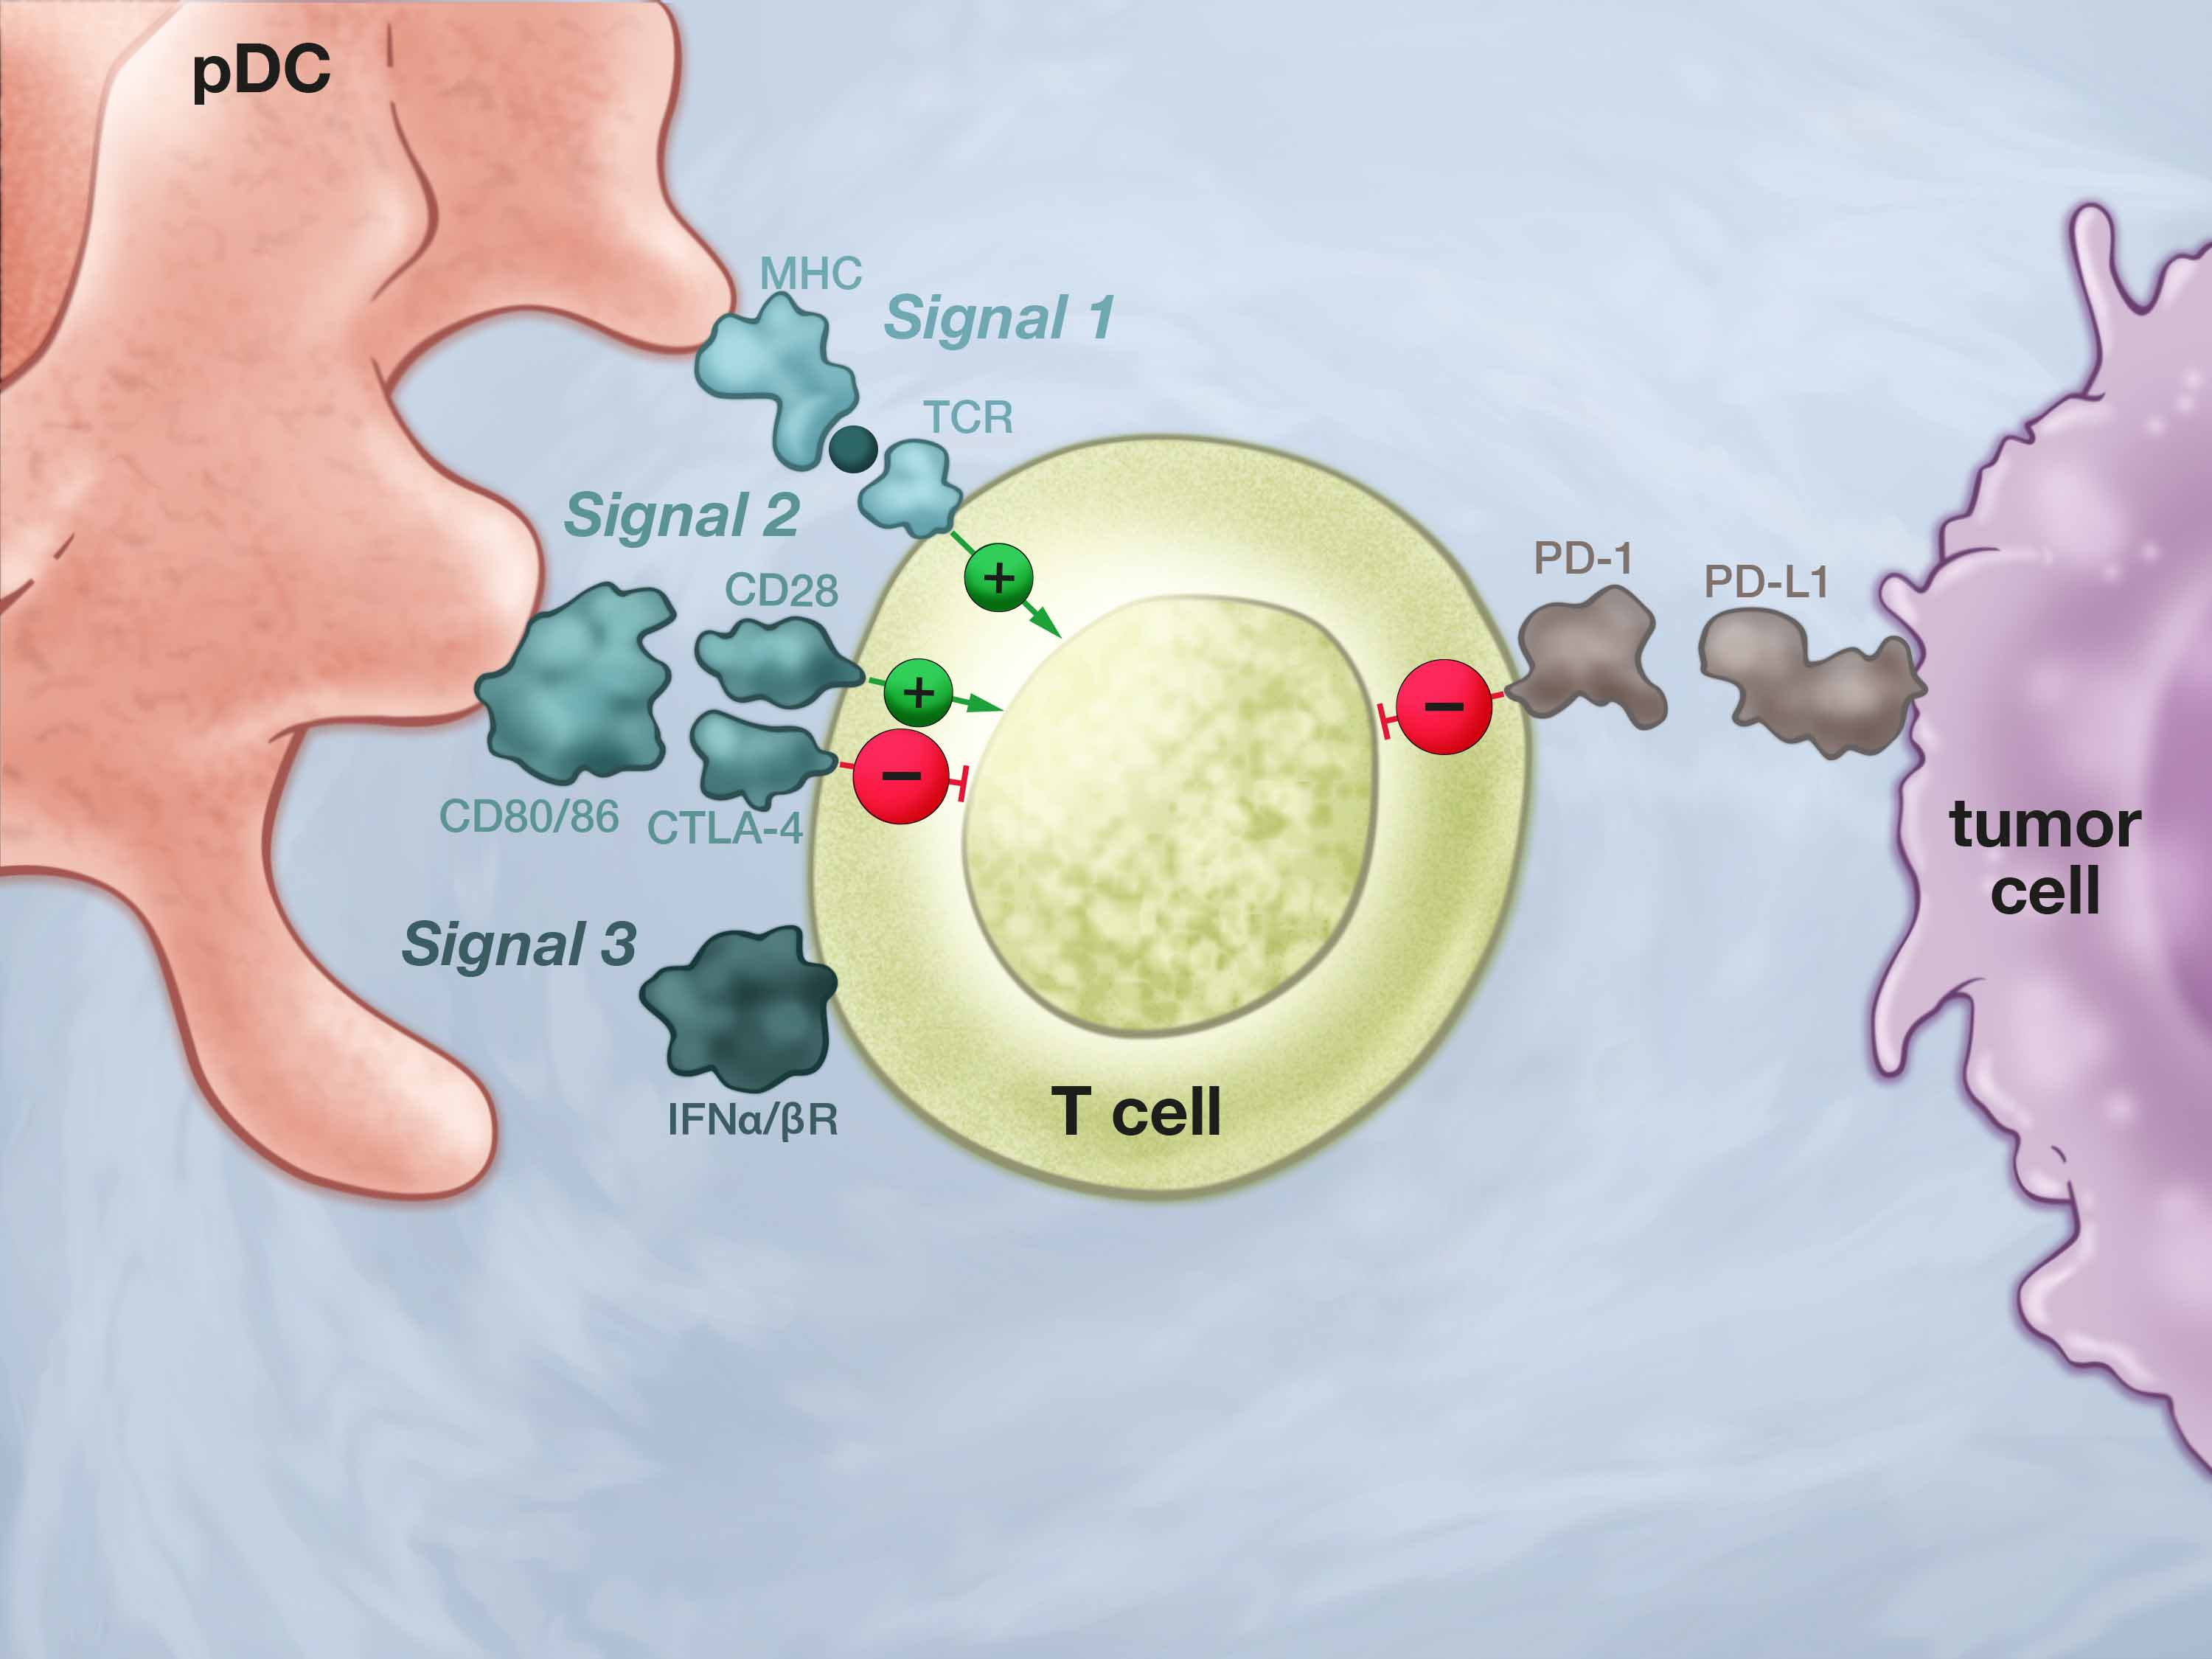 pDC
MHC
Signal 1
TCR
Signal 2
CD28
+
+
CD80/86
CTLA-4
−
Signal 3
IFNα/βR
T cell
PD-1
PD-L1
−
tumor
cell